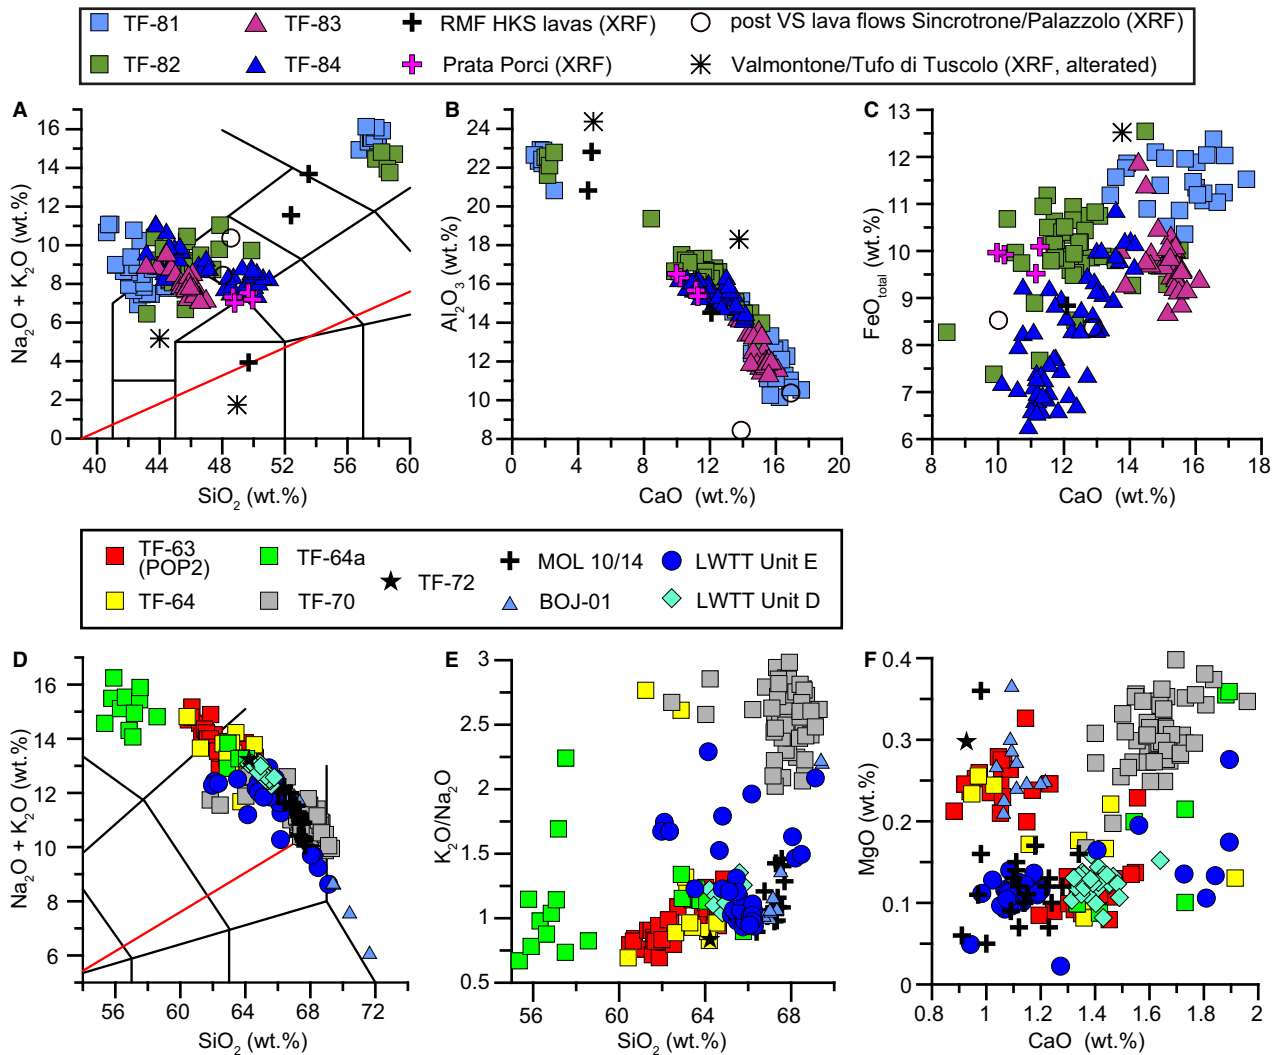 TF-81 TF-83 RMF HKS lavas (XRF) post VS lava flows Sincrotrone/Palazzolo (XRF)
TF-82 TF-84 Prata Porci (XRF) Valmontone/Tufo di Tuscolo (XRF, alterated)
A
16
14
12
10
8
6
4
2
0
Na₂O + K₂O (wt.%)
40 44 48 52 56 60
SiO₂ (wt.%)
B
24
22
20
18
16
14
12
10
8
Al₂O₃ (wt.%)
0 4 8 12 16 20
CaO (wt.%)
C
13
12
11
10
9
8
7
6
FeOtotal (wt.%)
8 10 12 14 16 18
CaO (wt.%)
TF-63 (POP2)
TF-64
TF-64a
TF-70
TF-72
MOL 10/14
BOJ-01
LWTT Unit E
LWTT Unit D
D
16
14
12
10
8
6
Na₂O + K₂O (wt.%)
56 60 64 68 72
SiO₂ (wt.%)
E
3
2.5
2
1.5
1
0.5
K₂O/Na₂O
56 60 64 68
SiO₂ (wt.%)
F
0.4
0.3
0.2
0.1
0
MgO (wt.%)
0.8 1 1.2 1.4 1.6 1.8 2
CaO (wt.%)